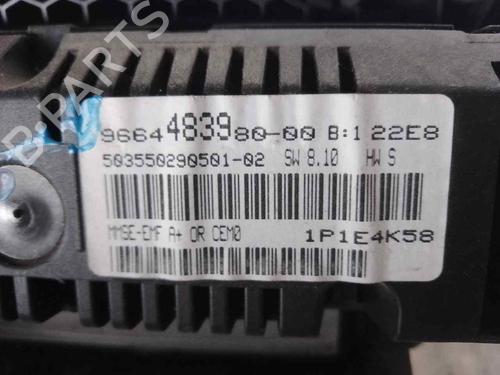 B-PARTS
9664483980-00 B:1 22E8
503550290501-02 SW 8.10 HW S
MMSE-EMF A+ OR CEM0 1P1E4K58